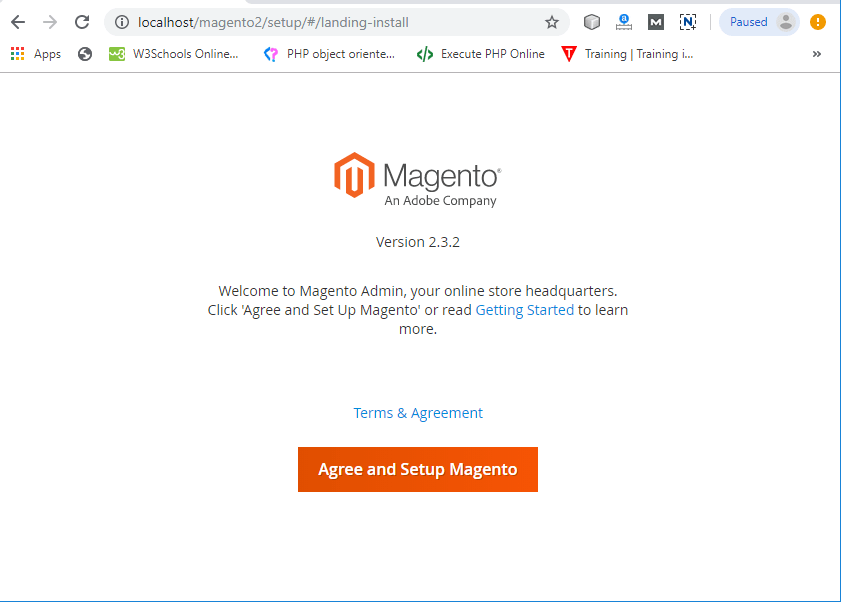 localhost/magento2/setup/#/landing-install
Paused
Apps
W3Schools Online...
PHP object oriente...
Execute PHP Online
Training | Training i...
»
Magento®
An Adobe Company
Version 2.3.2
Welcome to Magento Admin, your online store headquarters.
Click 'Agree and Set Up Magento' or read Getting Started to learn
more.
Terms & Agreement
Agree and Setup Magento